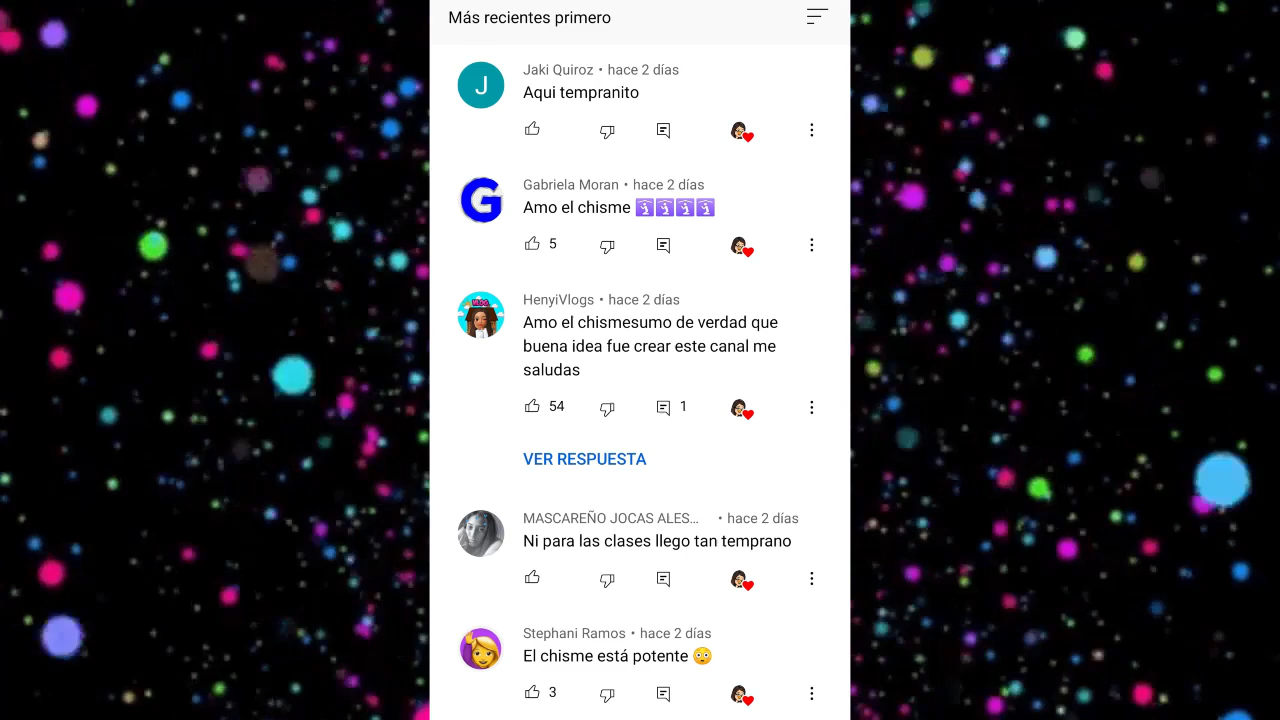 Más recientes primero
J
Jaki Quiroz • hace 2 días
Aqui tempranito
G
Gabriela Moran • hace 2 días
Amo el chisme 🛐🛐🛐🛐
5
VLOG
HenyiVlogs • hace 2 días
Amo el chismesumo de verdad que
buena idea fue crear este canal me
saludas
54 1
VER RESPUESTA
MASCAREÑO JOCAS ALES... • hace 2 días
Ni para las clases llego tan temprano
Stephani Ramos • hace 2 días
El chisme está potente 😳
3